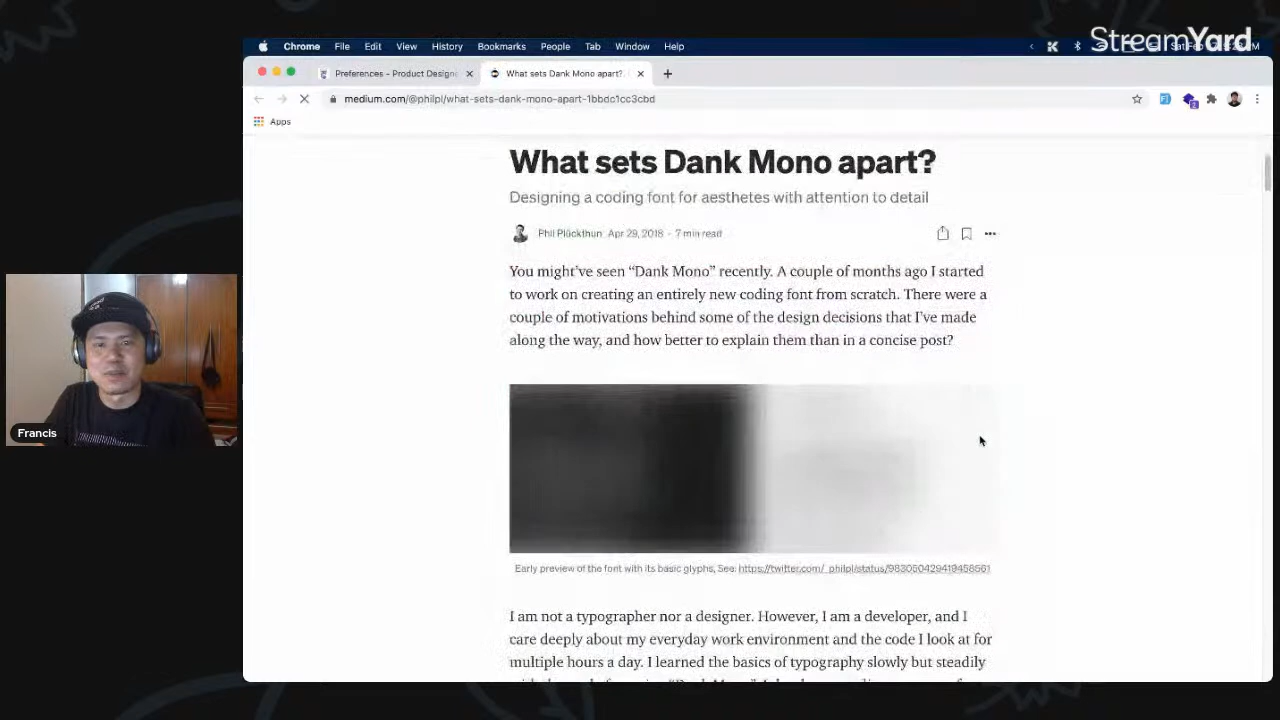 StreamYard
Chrome File Edit View History Bookmarks People Tab Window Help
Preferences - Product Design
What sets Dank Mono apart?
medium.com/@philpl/what-sets-dank-mono-apart-1bbdc1cc3cbd
Apps
What sets Dank Mono apart?
Designing a coding font for aesthetes with attention to detail
Phil Plückthun Apr 29, 2018 · 7 min read
You might’ve seen “Dank Mono” recently. A couple of months ago I started
to work on creating an entirely new coding font from scratch. There were a
couple of motivations behind some of the design decisions that I’ve made
along the way, and how better to explain them than in a concise post?
Early preview of the font with its basic glyphs, See: https://twitter.com/_philpl/status/983050429419458561
I am not a typographer nor a designer. However, I am a developer, and I
care deeply about my everyday work environment and the code I look at for
multiple hours a day. I learned the basics of typography slowly but steadily
Francis